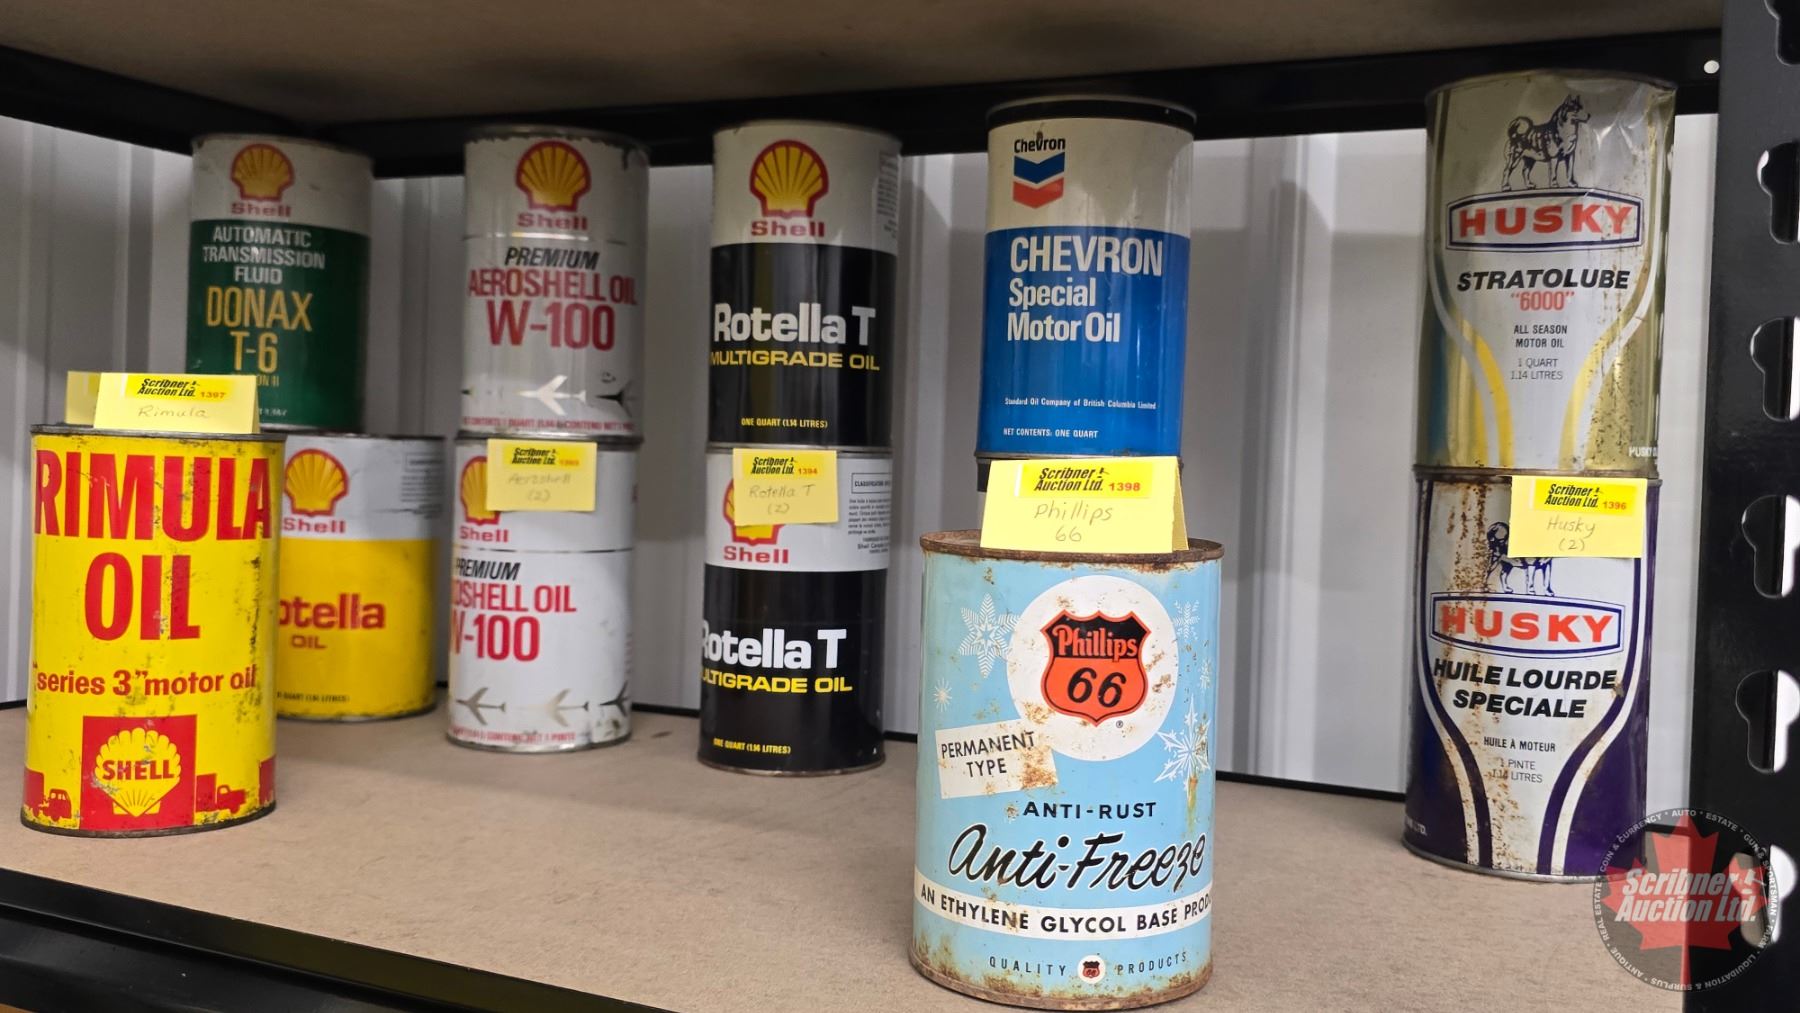 Shell
AUTOMATIC
TRANSMISSION
FLUID
DONAX
T-6
Scribner
Auction Ltd. 1397
Rimula
RIMULA
OIL
"series 3" motor oil
SHELL
Shell
otella
OIL
Shell
PREMIUM
AEROSHELL OIL
W-100
Scribner
Auction Ltd.
Aeroshell
(2)
Shell
PREMIUM
OSHELL OIL
W-100
Shell
Rotella T
MULTIGRADE OIL
ONE QUART (1.14 LITRES)
Scribner
Auction Ltd. 1394
Rotella T
(2)
Shell
Rotella T
ULTIGRADE OIL
ONE QUART (1.14 LITRES)
Chevron
CHEVRON
Special
Motor Oil
Standard Oil Company of British Columbia Limited
NET CONTENTS: ONE QUART
Scribner
Auction Ltd. 1398
Phillips
66
Phillips
66
®
PERMANENT
TYPE
ANTI-RUST
Anti-Freeze
AN ETHYLENE GLYCOL BASE PROD
QUALITY 66 PRODUCTS
HUSKY
STRATOLUBE
"6000"
ALL SEASON
MOTOR OIL
1 QUART
1.14 LITRES
HUSKY
Scribner
Auction Ltd. 1396
Husky
(2)
HUSKY
HUILE LOURDE
SPECIALE
HUILE À MOTEUR
1 PINTE
1.14 LITRES
Scribner
Auction Ltd.